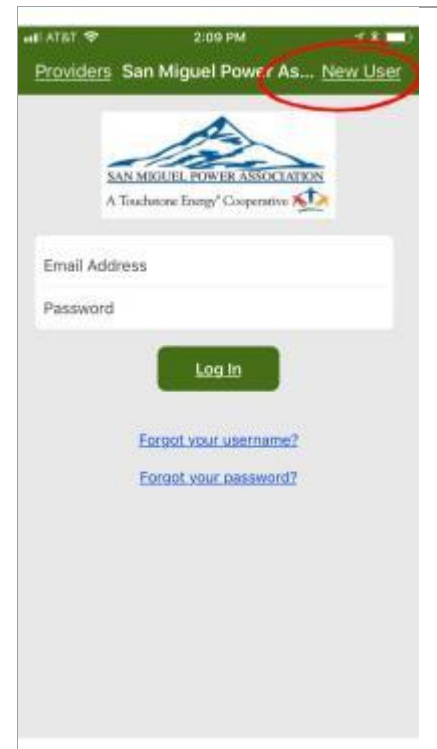 AT&T 2:09 PM
Providers San Miguel Power As... New User
SAN MIGUEL POWER ASSOCIATION
A Touchstone Energy® Cooperative
Email Address
Password
Log In
Forgot your username?
Forgot your password?